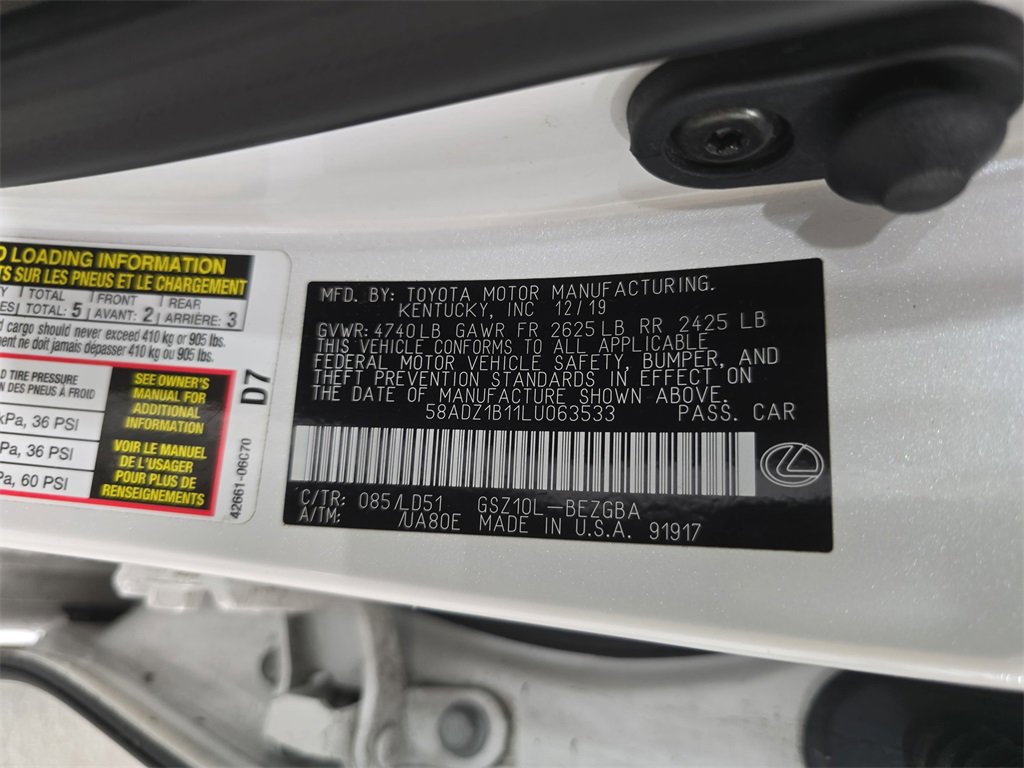 LOADING INFORMATION
TS SUR LES PNEUS ET LE CHARGEMENT
TOTAL FRONT REAR
TOTAL: 5 AVANT: 2 ARRIÈRE: 3
cargo should never exceed 410 kg or 905 lbs.
ne doit jamais dépasser 410 kg ou 905 lbs.
TIRE PRESSURE
DES PNEUS À FROID
kPa, 36 PSI
Pa, 36 PSI
Pa, 60 PSI
SEE OWNER'S
MANUAL FOR
ADDITIONAL
INFORMATION
VOIR LE MANUEL
DE L'USAGER
POUR PLUS DE
RENSEIGNEMENTS
D7
42661-06C70
MFD. BY: TOYOTA MOTOR MANUFACTURING.
KENTUCKY, INC 12/19
GVWR: 4740 LB GAWR FR 2625 LB RR 2425 LB
THIS VEHICLE CONFORMS TO ALL APPLICABLE
FEDERAL MOTOR VEHICLE SAFETY, BUMPER, AND
THEFT PREVENTION STANDARDS IN EFFECT ON
THE DATE OF MANUFACTURE SHOWN ABOVE.
58ADZ1B11LU063533 PASS. CAR
C/TR: 085/LD51 GSZ10L-BEZGBA
A/TM: /UA80E MADE IN U.S.A. 91917